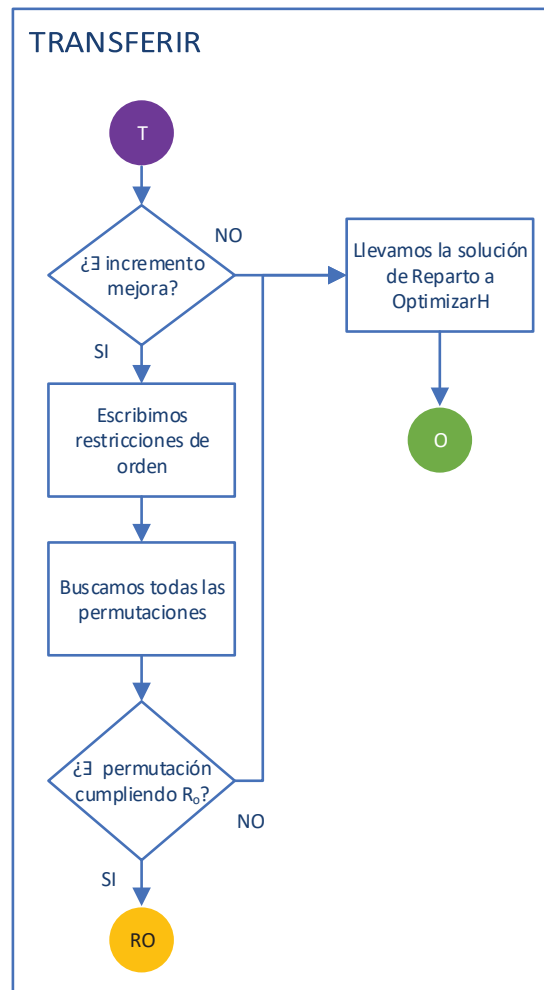 TRANSFERIR
T
NO
¿∃ incremento
mejora?
Llevamos la solución
de Reparto a
OptimizarH
SI
Escribimos
restricciones de
orden
O
Buscamos todas las
permutaciones
¿∃ permutación
cumpliendo Rₒ?
NO
SI
RO